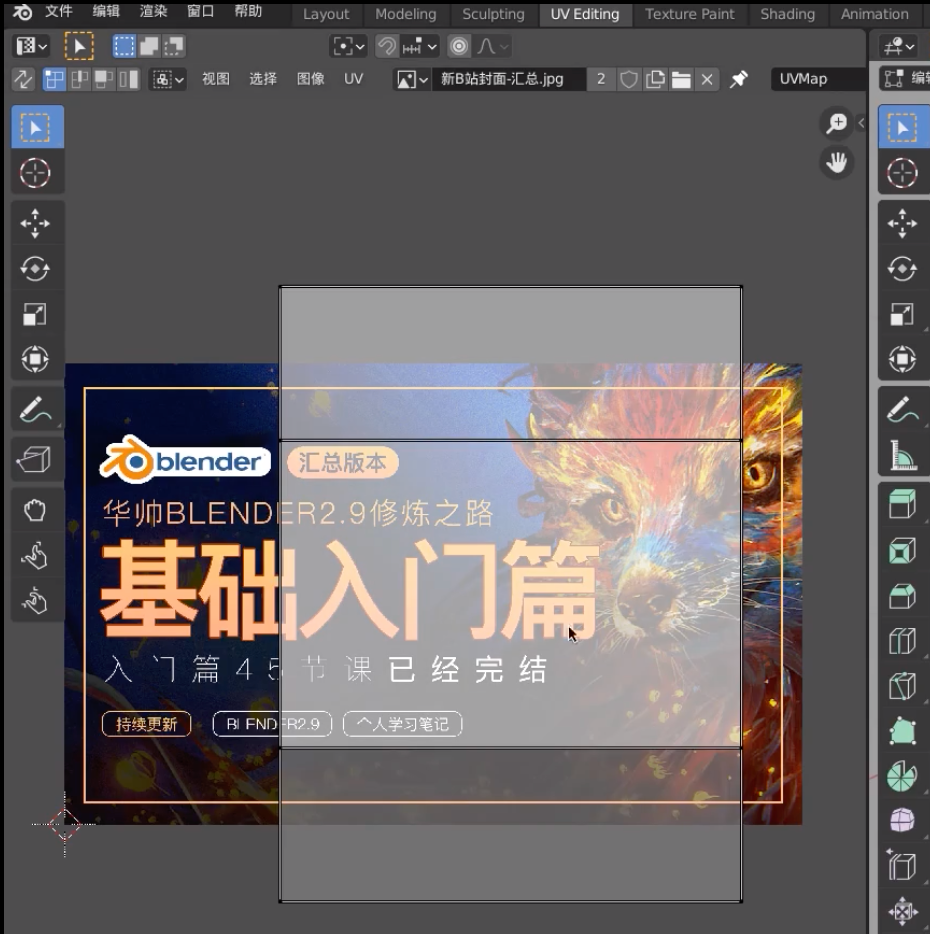 文件 编辑 渲染 窗口 帮助 Layout Modeling Sculpting UV Editing Texture Paint Shading Animation
视图 选择 图像 UV 新B站封面-汇总.jpg 2 UVMap 编辑
blender 汇总版本
华帅BLENDER2.9修炼之路
基础入门篇
入门篇45节课已经完结
持续更新 BLENDER2.9 个人学习笔记